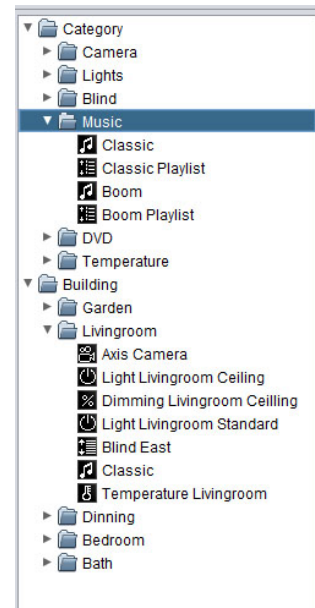 Category
Camera
Lights
Blind
Music
Classic
Classic Playlist
Boom
Boom Playlist
DVD
Temperature
Building
Garden
Livingroom
Axis Camera
Light Livingroom Ceiling
Dimming Livingroom Ceilling
Light Livingroom Standard
Blind East
Classic
Temperature Livingroom
Dinning
Bedroom
Bath